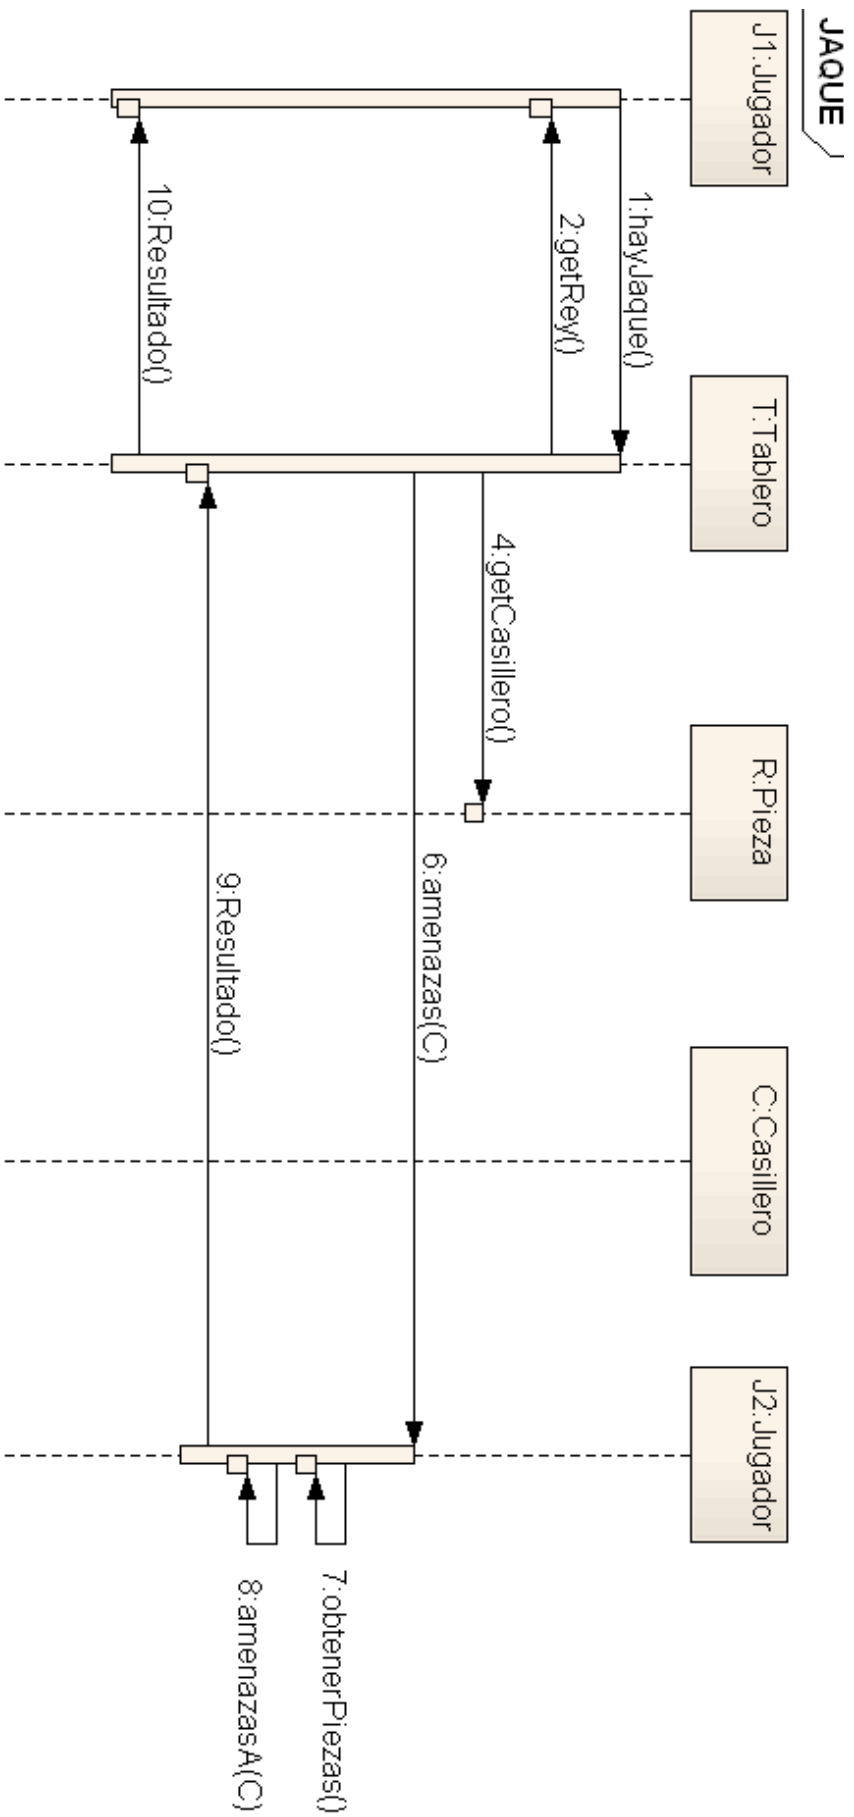 JAQUE
J1:Jugador
T:Tablero
R:Pieza
C:Casillero
J2:Jugador
1:hayJaque()
2:getRey()
4:getCasillero()
6:amenazas(C)
7:obtenerPiezas()
8:amenazasA(C)
9:Resultado()
10:Resultado()